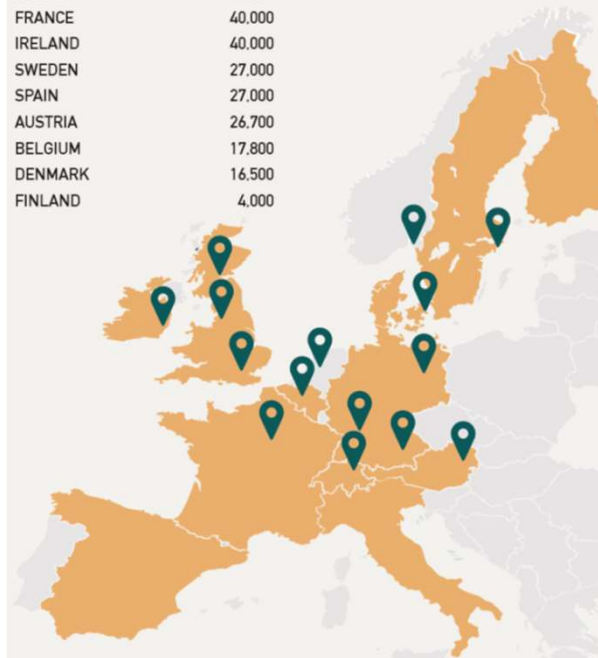 FRANCE 40,000
IRELAND 40,000
SWEDEN 27,000
SPAIN 27,000
AUSTRIA 26,700
BELGIUM 17,800
DENMARK 16,500
FINLAND 4,000